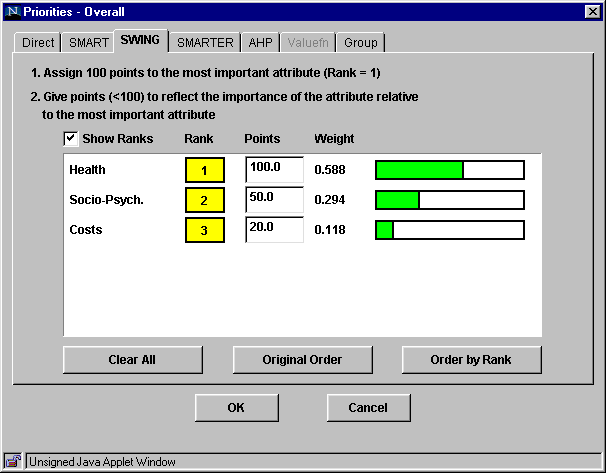 Priorities - Overall
Direct SMART SWING SMARTER AHP Valuefn Group
1. Assign 100 points to the most important attribute (Rank = 1)
2. Give points (<100) to reflect the importance of the attribute relative
to the most important attribute
Show Ranks Rank Points Weight
Health 1 100.0 0.588
Socio-Psych. 2 50.0 0.294
Costs 3 20.0 0.118
Clear All Original Order Order by Rank
OK Cancel
Unsigned Java Applet Window